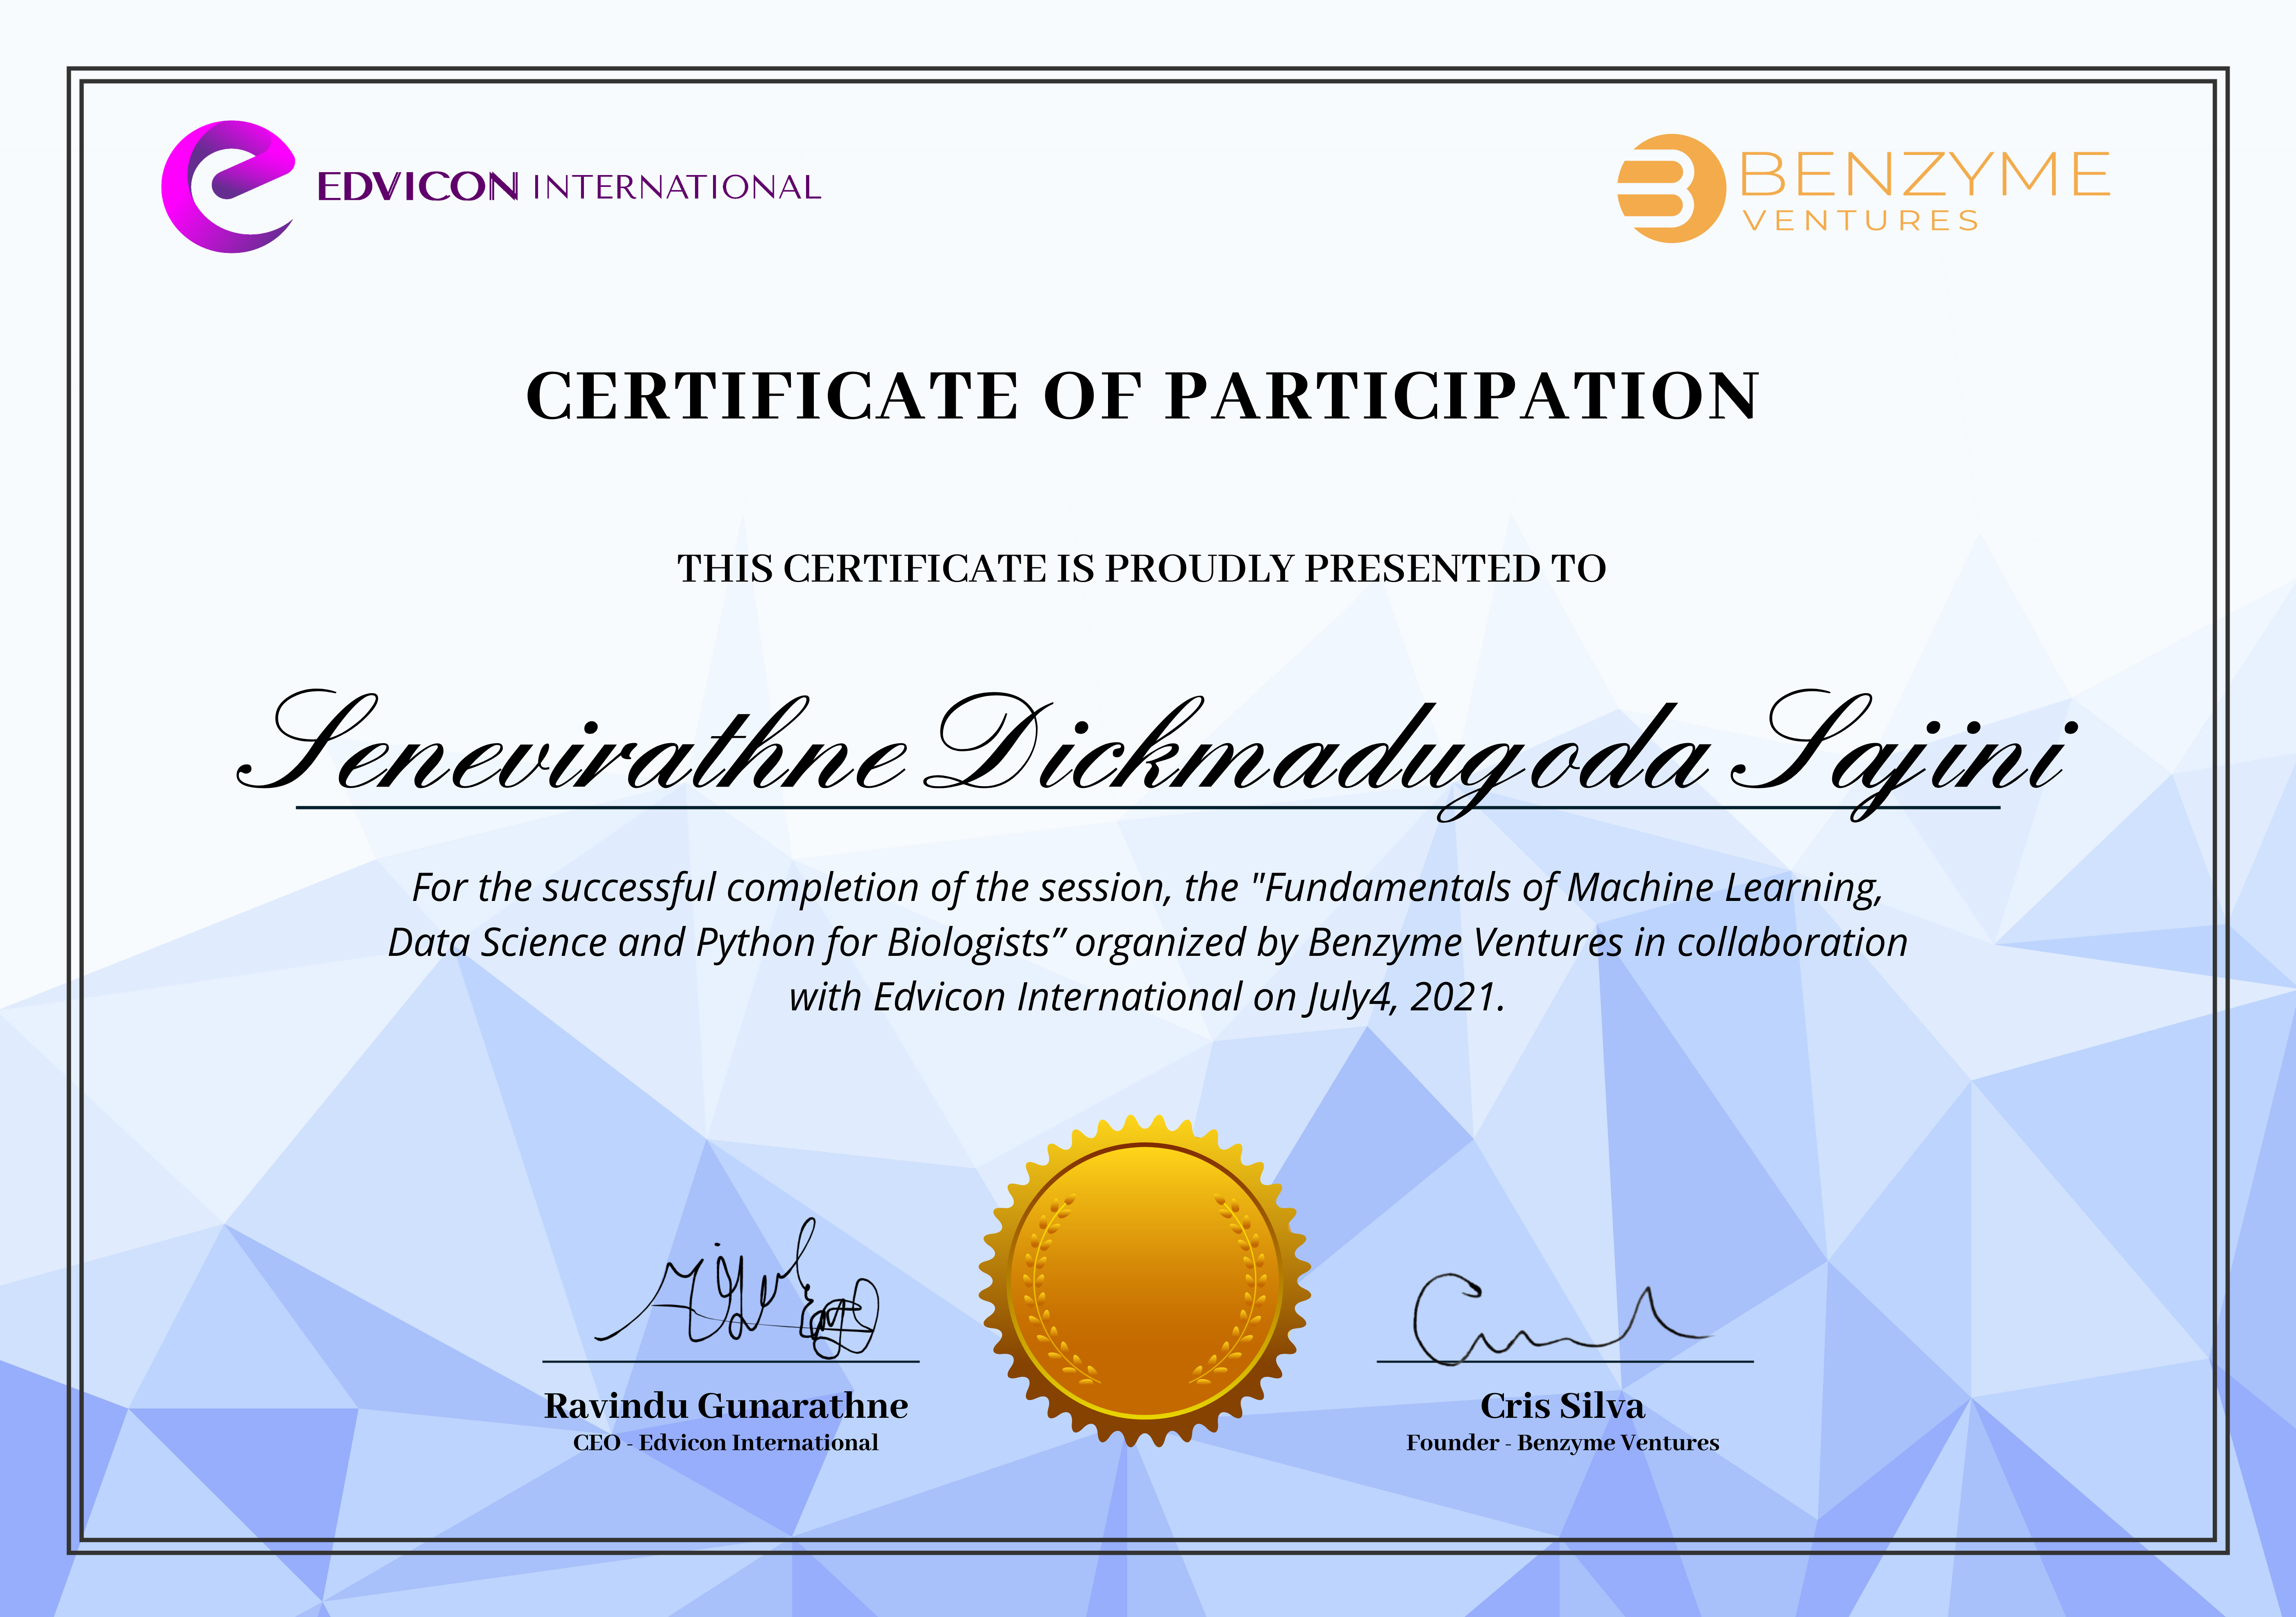 EDVICON INTERNATIONAL
BENZYME
VENTURES
CERTIFICATE OF PARTICIPATION
THIS CERTIFICATE IS PROUDLY PRESENTED TO
Senevirathne Dickmadugoda Sajini
For the successful completion of the session, the "Fundamentals of Machine Learning,
Data Science and Python for Biologists” organized by Benzyme Ventures in collaboration
with Edvicon International on July4, 2021.
Ravindu Gunarathne
CEO - Edvicon International
Cris Silva
Founder - Benzyme Ventures